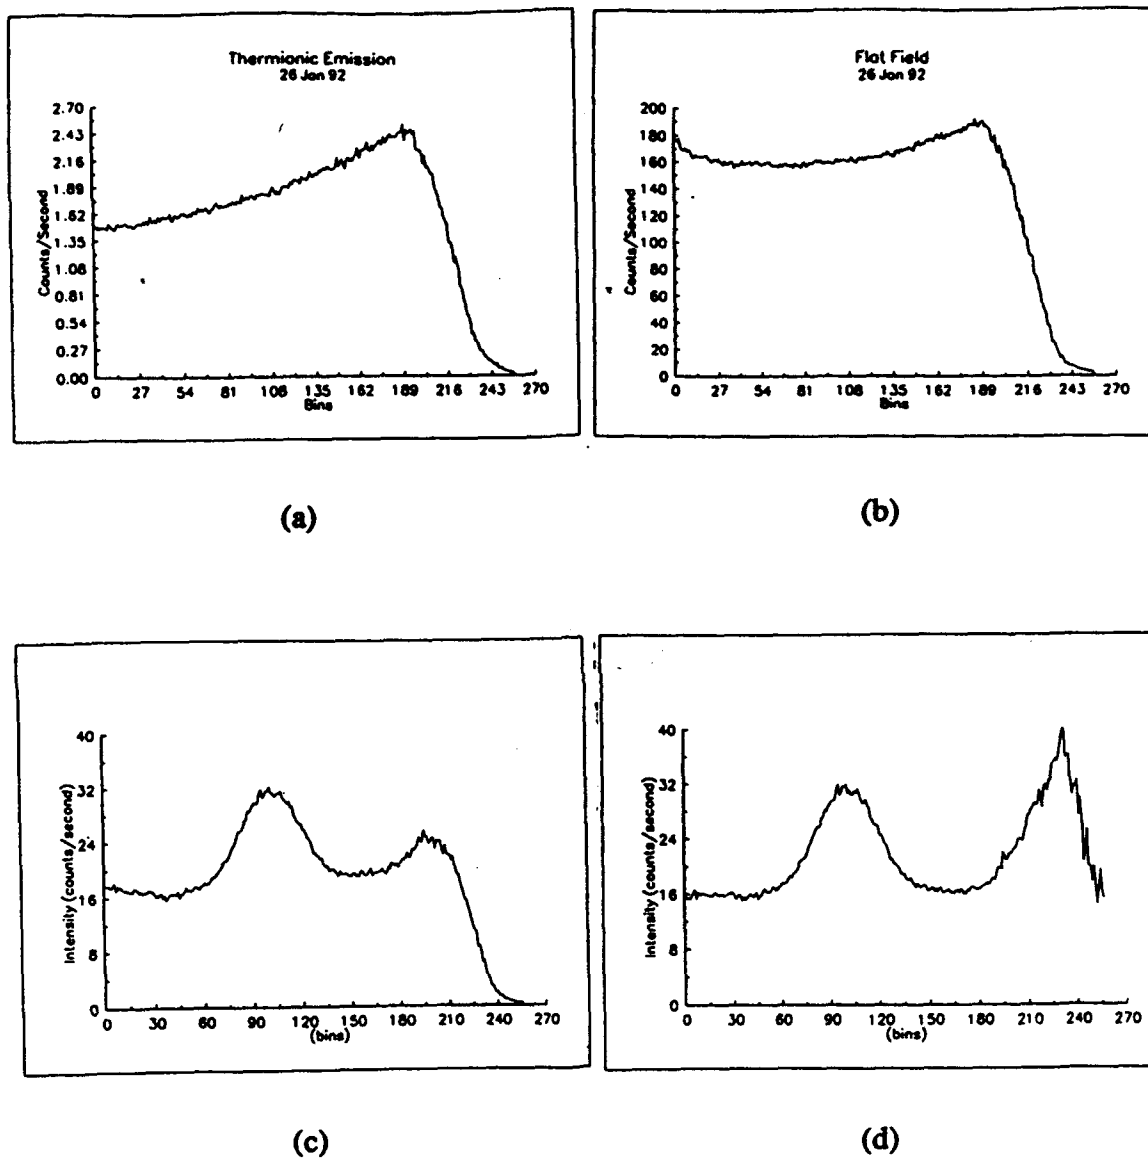 Thermionic Emission
26 Jan 92
2.70
2.43
2.16
1.89
1.62
1.35
1.08
0.81
0.54
0.27
0.00
Counts/Second
0 27 54 81 108 135 162 189 216 243 270
Bins
(a)
Flat Field
26 Jan 92
200
180
160
140
120
100
80
60
40
20
0
Counts/Second
0 27 54 81 108 135 162 189 216 243 270
Bins
(b)
40
32
24
16
8
0
Intensity (counts/second)
0 30 60 90 120 150 180 210 240 270
(bins)
(c)
40
32
24
16
8
0
Intensity (counts/second)
0 30 60 90 120 150 180 210 240 270
(bins)
(d)